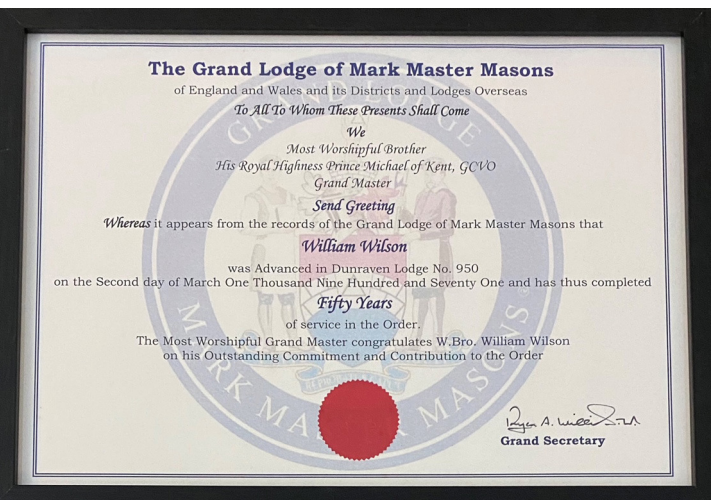 The Grand Lodge of Mark Master Masons
of England and Wales and its Districts and Lodges Overseas
To All To Whom These Presents Shall Come
We
Most Worshipful Brother
His Royal Highness Prince Michael of Kent, GCVO
Grand Master
Send Greeting
Whereas it appears from the records of the Grand Lodge of Mark Master Masons that
William Wilson
was Advanced in Dunraven Lodge No. 950
on the Second day of March One Thousand Nine Hundred and Seventy One and has thus completed
Fifty Years
of service in the Order.
The Most Worshipful Grand Master congratulates W.Bro. William Wilson
on his Outstanding Commitment and Contribution to the Order
Grand Secretary
GRAND LODGE
MARK MASTER MASONS